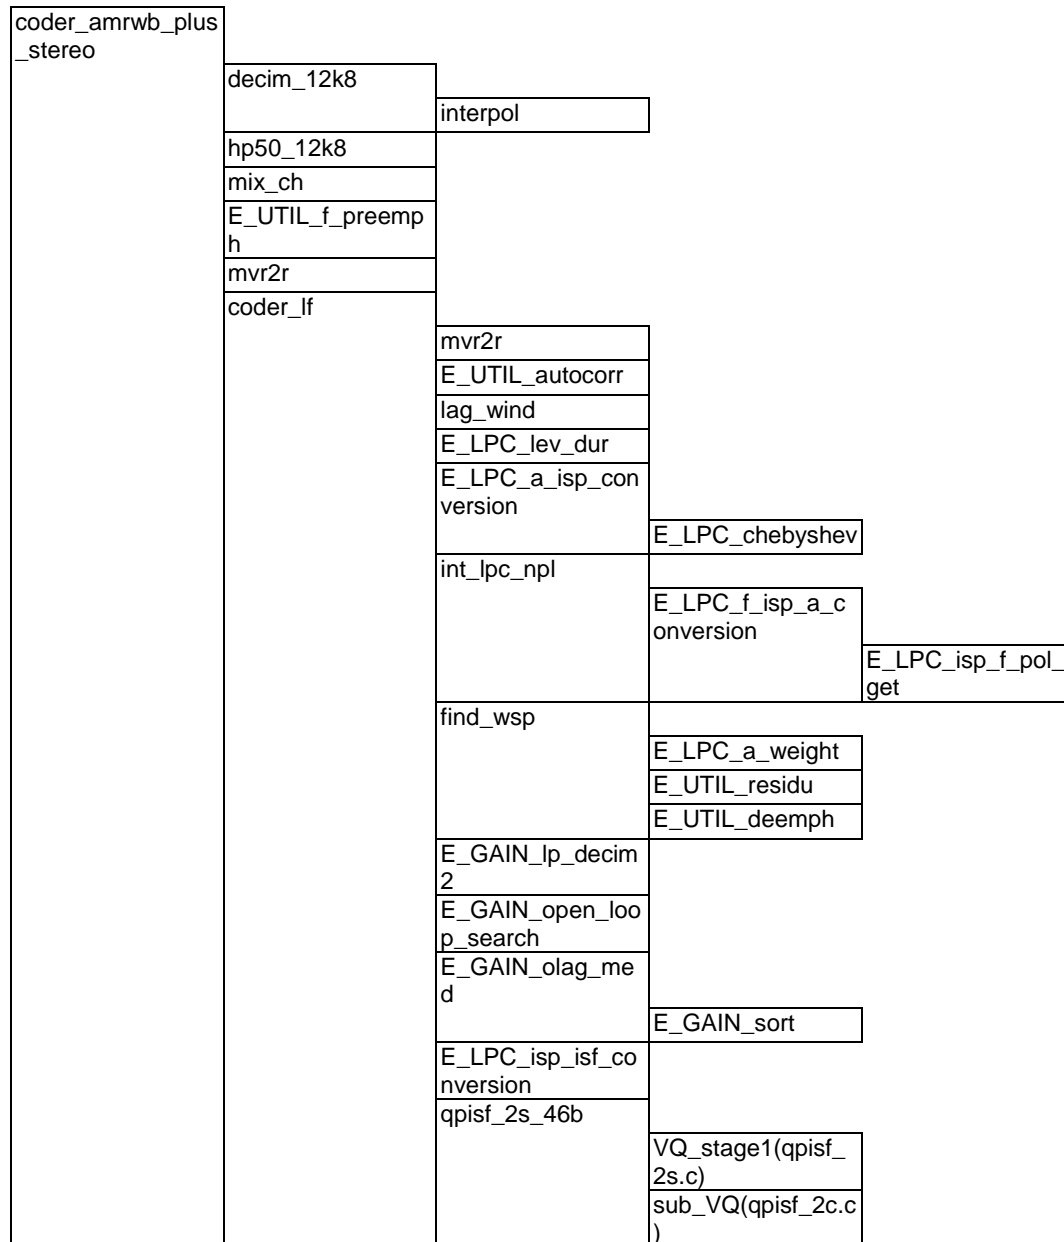 coder_amrwb_plus
_stereo
decim_12k8
interpol
hp50_12k8
mix_ch
E_UTIL_f_preemp
h
mvr2r
coder_lf
mvr2r
E_UTIL_autocorr
lag_wind
E_LPC_lev_dur
E_LPC_a_isp_con
version
E_LPC_chebyshev
int_lpc_npl
E_LPC_f_isp_a_c
onversion
E_LPC_isp_f_pol_
get
find_wsp
E_LPC_a_weight
E_UTIL_residu
E_UTIL_deemph
E_GAIN_lp_decim
2
E_GAIN_open_loo
p_search
E_GAIN_olag_me
d
E_GAIN_sort
E_LPC_isp_isf_co
nversion
qpisf_2s_46b
VQ_stage1(qpisf_
2s.c)
sub_VQ(qpisf_2c.c
)